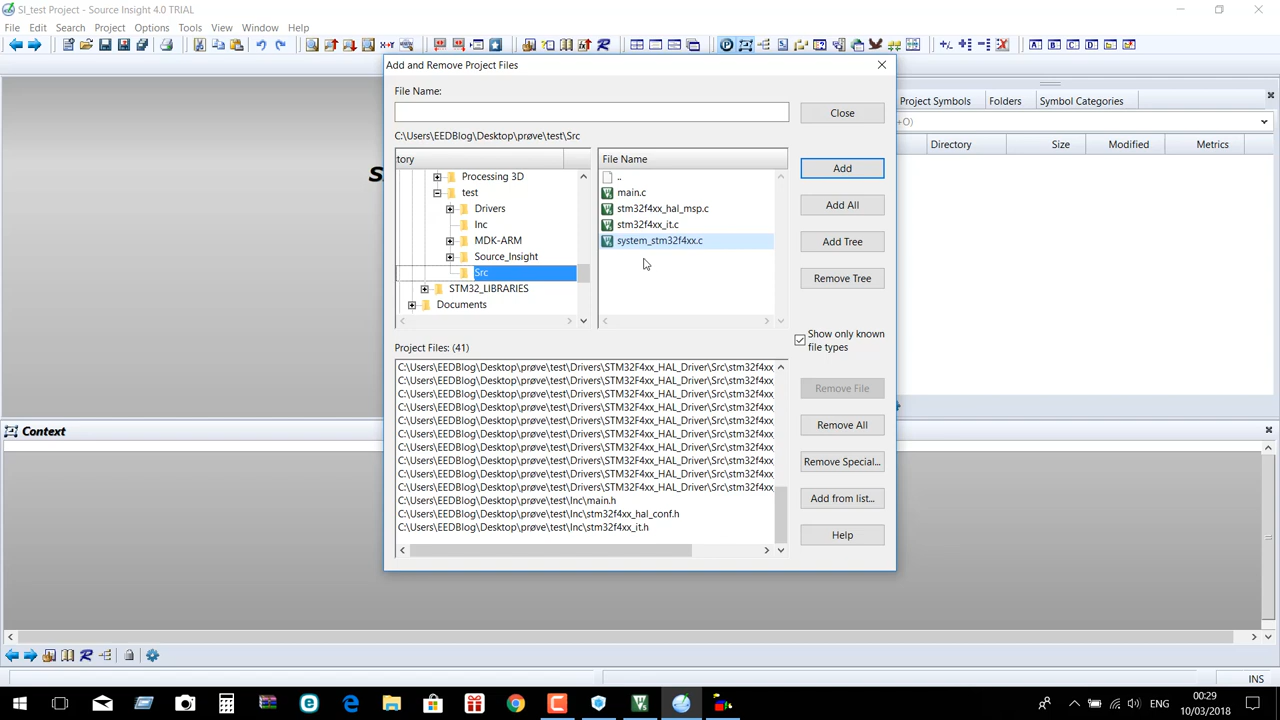 SI_test Project - Source Insight 4.0 TRIAL
File Edit Search Project Options Tools View Window Help
Add and Remove Project Files
File Name:
Close
C:\Users\EEDBlog\Desktop\prøve\test\Src
tory
File Name
Add
Processing 3D
..
test
main.c
Drivers
stm32f4xx_hal_msp.c
Add All
Inc
stm32f4xx_it.c
MDK-ARM
system_stm32f4xx.c
Add Tree
Source_Insight
Src
Remove Tree
STM32_LIBRARIES
Documents
Show only known
file types
Project Files: (41)
C:\Users\EEDBlog\Desktop\prøve\test\Drivers\STM32F4xx_HAL_Driver\Src\stm32f4xx
C:\Users\EEDBlog\Desktop\prøve\test\Drivers\STM32F4xx_HAL_Driver\Src\stm32f4xx
C:\Users\EEDBlog\Desktop\prøve\test\Drivers\STM32F4xx_HAL_Driver\Src\stm32f4xx
C:\Users\EEDBlog\Desktop\prøve\test\Drivers\STM32F4xx_HAL_Driver\Src\stm32f4xx
C:\Users\EEDBlog\Desktop\prøve\test\Drivers\STM32F4xx_HAL_Driver\Src\stm32f4xx
C:\Users\EEDBlog\Desktop\prøve\test\Drivers\STM32F4xx_HAL_Driver\Src\stm32f4xx
C:\Users\EEDBlog\Desktop\prøve\test\Drivers\STM32F4xx_HAL_Driver\Src\stm32f4xx
C:\Users\EEDBlog\Desktop\prøve\test\Drivers\STM32F4xx_HAL_Driver\Src\stm32f4xx
C:\Users\EEDBlog\Desktop\prøve\test\Drivers\STM32F4xx_HAL_Driver\Src\stm32f4xx
C:\Users\EEDBlog\Desktop\prøve\test\Drivers\STM32F4xx_HAL_Driver\Src\stm32f4xx
C:\Users\EEDBlog\Desktop\prøve\test\Inc\main.h
C:\Users\EEDBlog\Desktop\prøve\test\Inc\stm32f4xx_hal_conf.h
C:\Users\EEDBlog\Desktop\prøve\test\Inc\stm32f4xx_it.h
Remove File
Remove All
Remove Special...
Add from list...
Help
Project Symbols Folders Symbol Categories
+O)
Directory Size Modified Metrics
S
Context
INS
ENG
00:29
10/03/2018